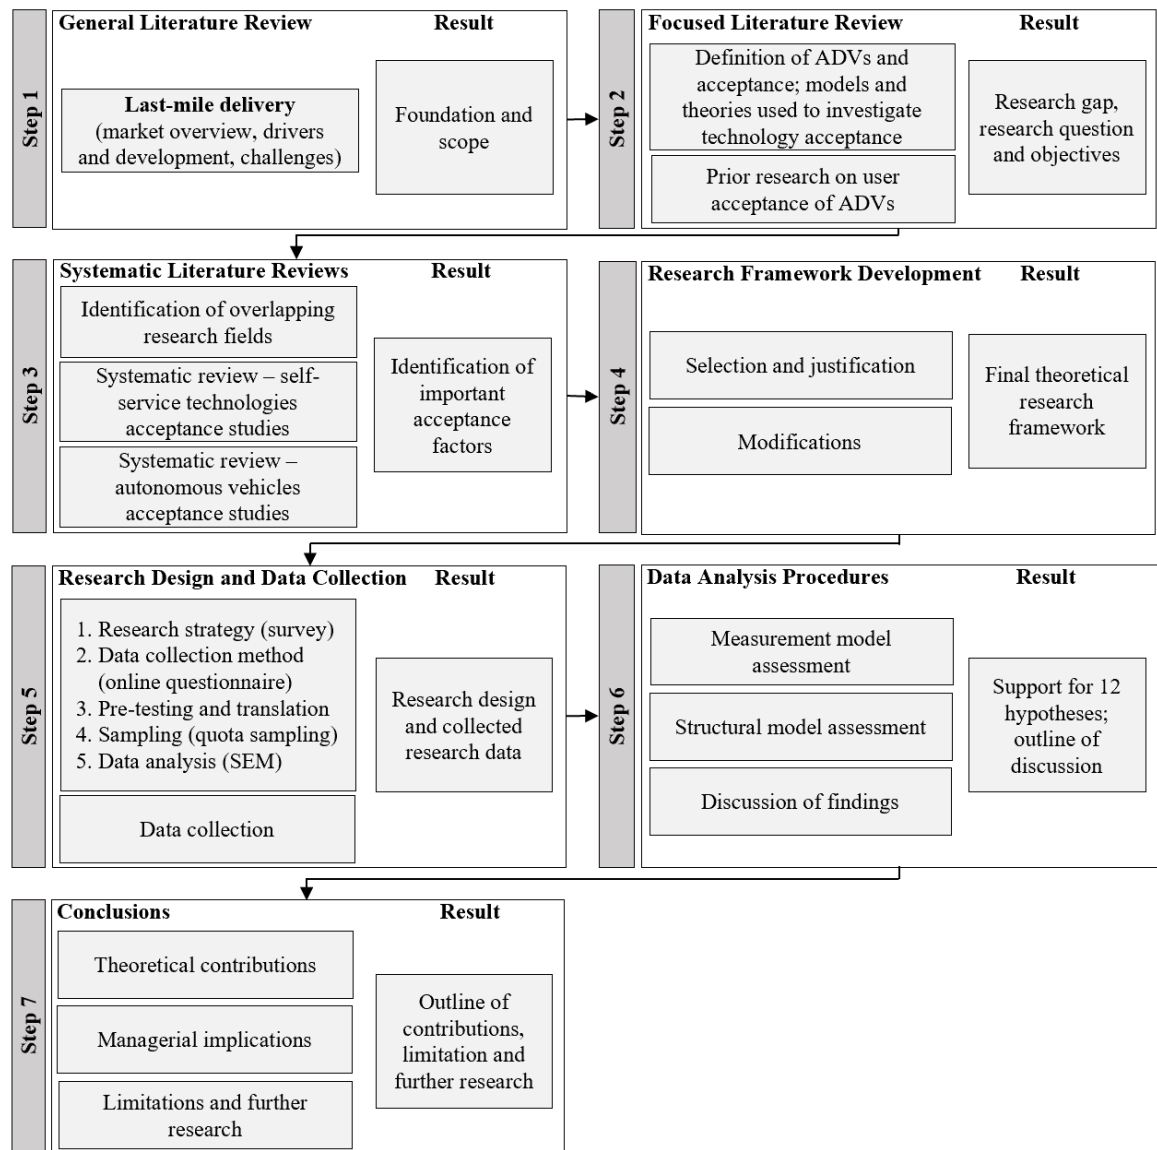 Step 1
General Literature Review
Result
Last-mile delivery
(market overview, drivers
and development, challenges)
Foundation and
scope
Step 2
Focused Literature Review
Result
Definition of ADVs and
acceptance; models and
theories used to investigate
technology acceptance
Prior research on user
acceptance of ADVs
Research gap,
research question
and objectives
Step 3
Systematic Literature Reviews
Result
Identification of overlapping
research fields
Systematic review – self-
service technologies
acceptance studies
Systematic review –
autonomous vehicles
acceptance studies
Identification of
important
acceptance
factors
Step 4
Research Framework Development
Result
Selection and justification
Modifications
Final theoretical
research
framework
Step 5
Research Design and Data Collection
Result
1. Research strategy (survey)
2. Data collection method
(online questionnaire)
3. Pre-testing and translation
4. Sampling (quota sampling)
5. Data analysis (SEM)
Data collection
Research design
and collected
research data
Step 6
Data Analysis Procedures
Result
Measurement model
assessment
Structural model assessment
Discussion of findings
Support for 12
hypotheses;
outline of
discussion
Step 7
Conclusions
Result
Theoretical contributions
Managerial implications
Limitations and further
research
Outline of
contributions,
limitation and
further research